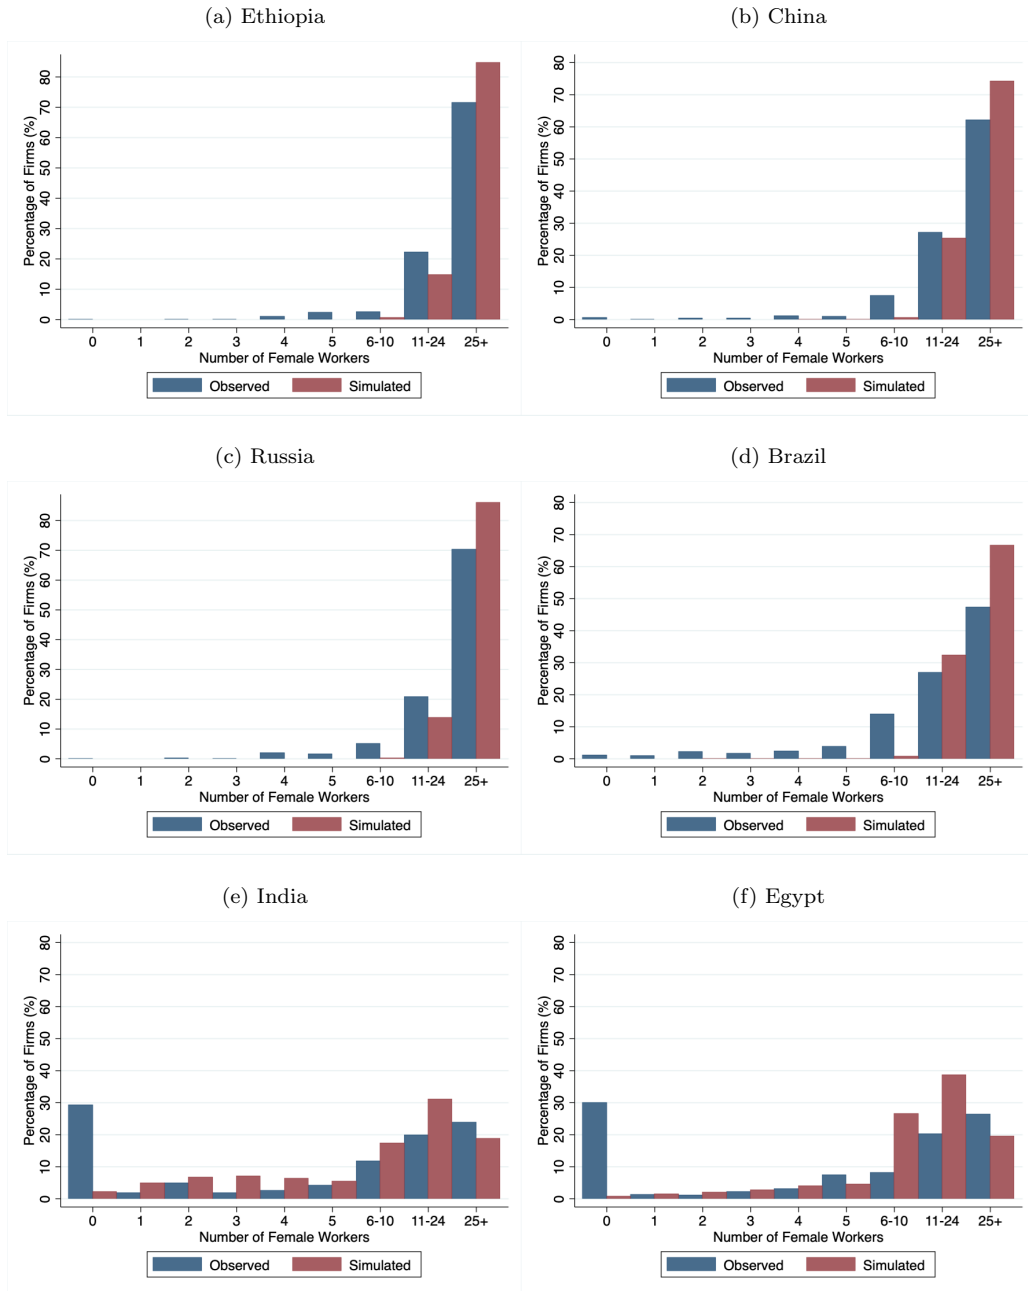 (a) Ethiopia
Percentage of Firms (%)
80
70
60
50
40
30
20
10
0
0 1 2 3 4 5 6-10 11-24 25+
Number of Female Workers
Observed Simulated
(b) China
Percentage of Firms (%)
80
70
60
50
40
30
20
10
0
0 1 2 3 4 5 6-10 11-24 25+
Number of Female Workers
Observed Simulated
(c) Russia
Percentage of Firms (%)
80
70
60
50
40
30
20
10
0
0 1 2 3 4 5 6-10 11-24 25+
Number of Female Workers
Observed Simulated
(d) Brazil
Percentage of Firms (%)
80
70
60
50
40
30
20
10
0
0 1 2 3 4 5 6-10 11-24 25+
Number of Female Workers
Observed Simulated
(e) India
Percentage of Firms (%)
80
70
60
50
40
30
20
10
0
0 1 2 3 4 5 6-10 11-24 25+
Number of Female Workers
Observed Simulated
(f) Egypt
Percentage of Firms (%)
80
70
60
50
40
30
20
10
0
0 1 2 3 4 5 6-10 11-24 25+
Number of Female Workers
Observed Simulated